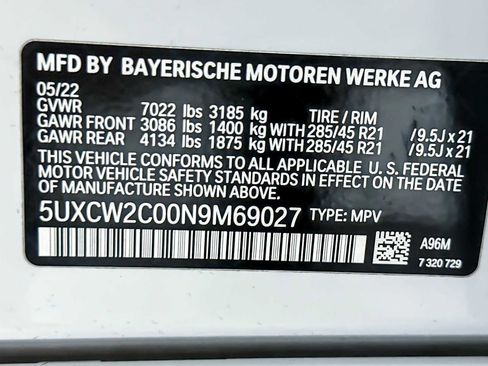 MFD BY BAYERISCHE MOTOREN WERKE AG
05/22
GVWR 7022 lbs 3185 kg TIRE / RIM
GAWR FRONT 3086 lbs 1400 kg WITH 285/45 R21 /9.5J x 21
GAWR REAR 4134 lbs 1875 kg WITH 285/45 R21 /9.5J x 21
THIS VEHICLE CONFORMS TO ALL APPLICABLE U. S. FEDERAL
MOTOR VEHICLE SAFETY STANDARDS IN EFFECT ON THE DATE
OF MANUFACTURE SHOWN ABOVE.
5UXCW2C00N9M69027 TYPE: MPV
A96M
7 320 729